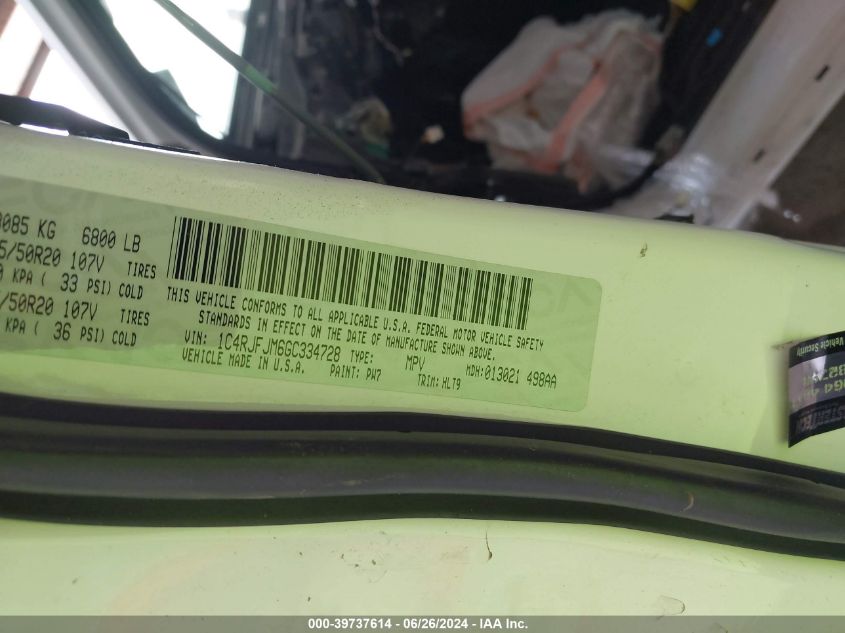 085 KG 6800 LB
5/50R20 107V TIRES
KPA ( 33 PSI) COLD
/50R20 107V TIRES
KPA ( 36 PSI) COLD
THIS VEHICLE CONFORMS TO ALL APPLICABLE U.S.A. FEDERAL MOTOR VEHICLE SAFETY
STANDARDS IN EFFECT ON THE DATE OF MANUFACTURE SHOWN ABOVE.
VIN: 1C4RJFJM6GC334728 TYPE: MPV MDH:013021 498AA
VEHICLE MADE IN U.S.A. PAINT: PW7 TRIM:HLT9
Vehicle Security
000-39737614 / 06/26/2024 - IAA Inc.